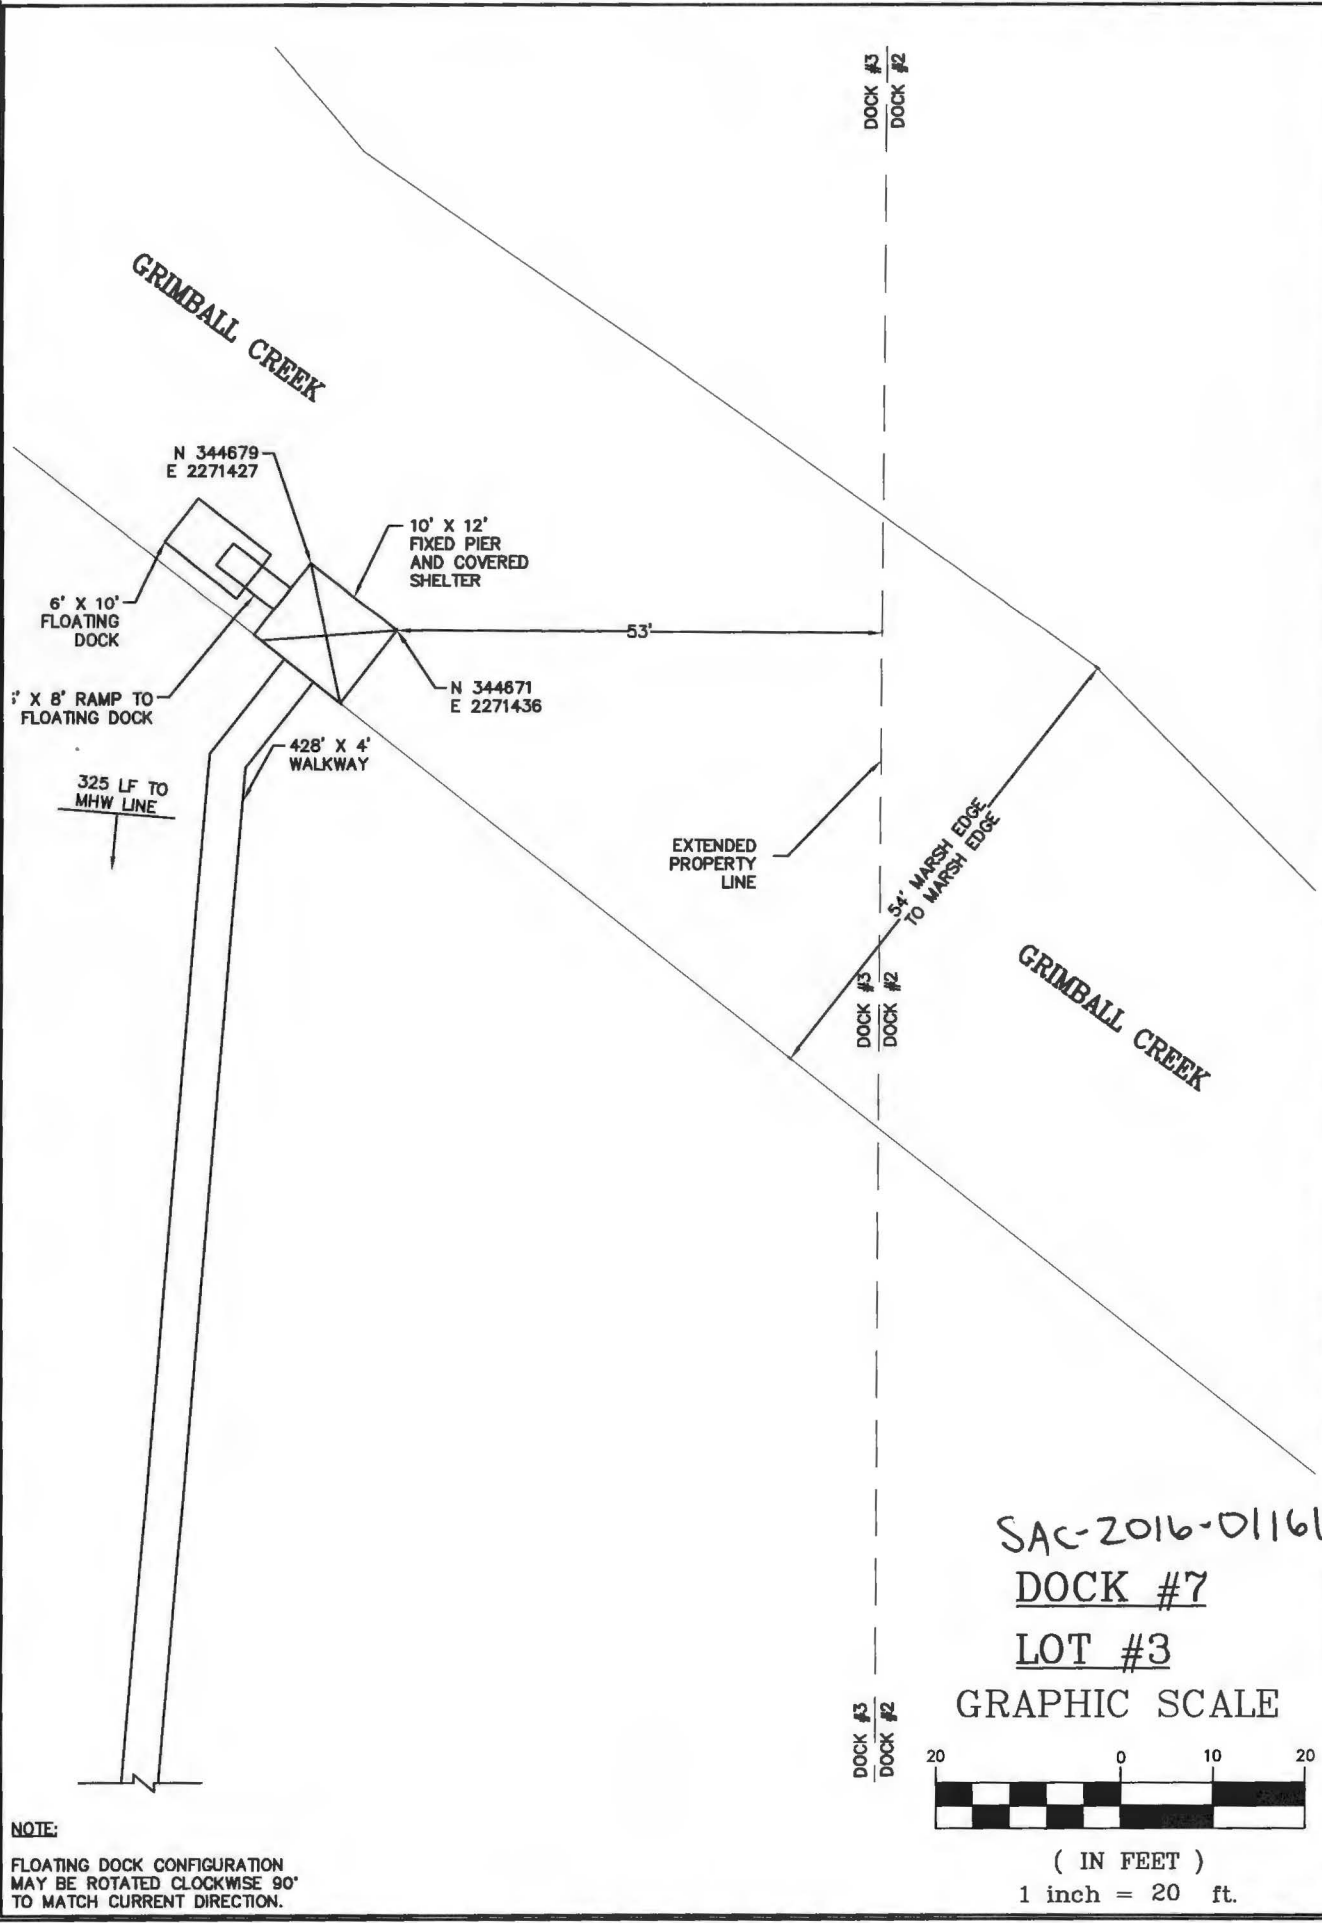 DOCK #3
DOCK #2
GRIMBALL CREEK
N 344679
E 2271427
10' X 12'
FIXED PIER
AND COVERED
SHELTER
6' X 10'
FLOATING
DOCK
53'
N 344671
E 2271436
' X 8' RAMP TO
FLOATING DOCK
428' X 4'
WALKWAY
325 LF TO
MHW LINE
EXTENDED
PROPERTY
LINE
54' MARSH EDGE
TO MARSH EDGE
DOCK #3
DOCK #2
GRIMBALL CREEK
SAC-2016-01161
DOCK #7
LOT #3
GRAPHIC SCALE
DOCK #3
DOCK #2
20 0 10 20
( IN FEET )
1 inch = 20 ft.
NOTE:
FLOATING DOCK CONFIGURATION
MAY BE ROTATED CLOCKWISE 90°
TO MATCH CURRENT DIRECTION.